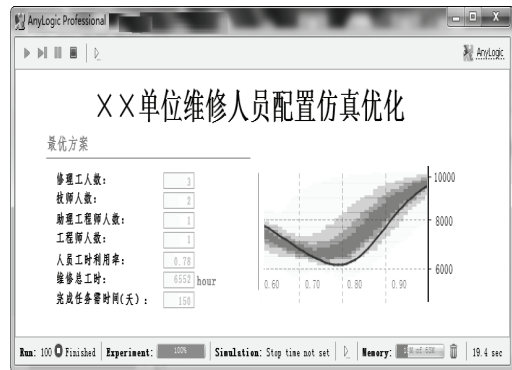 AnyLogic Professional
AnyLogic
××单位维修人员配置仿真优化
最优方案
修理工人数: 3
技师人数: 2
助理工程师人数: 1
工程师人数: 1
人员工时利用率: 0.78
维修总工时: 6552 hour
完成任务需时间(天): 150
10000
8000
6000
0.60 0.70 0.80 0.90
Run: 100 Finished Experiment: 100% Simulation: Stop time not set Memory: of 63M 19.4 sec